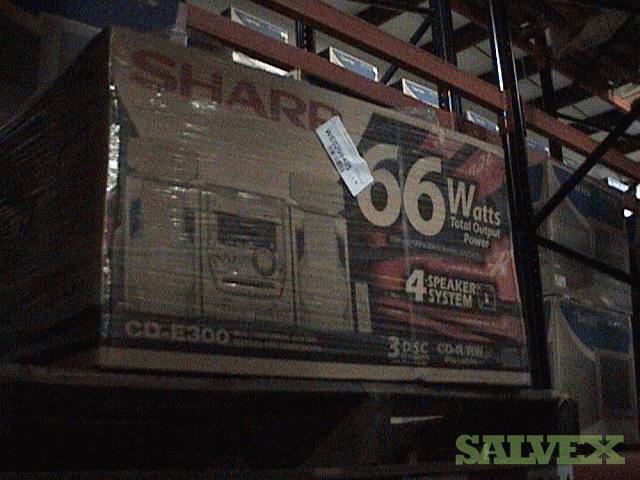 SHARP
66
Watts
Total Output
Power
4-SPEAKER
SYSTEM
CD-E300
3 DISC CD-R/RW
SALVEX